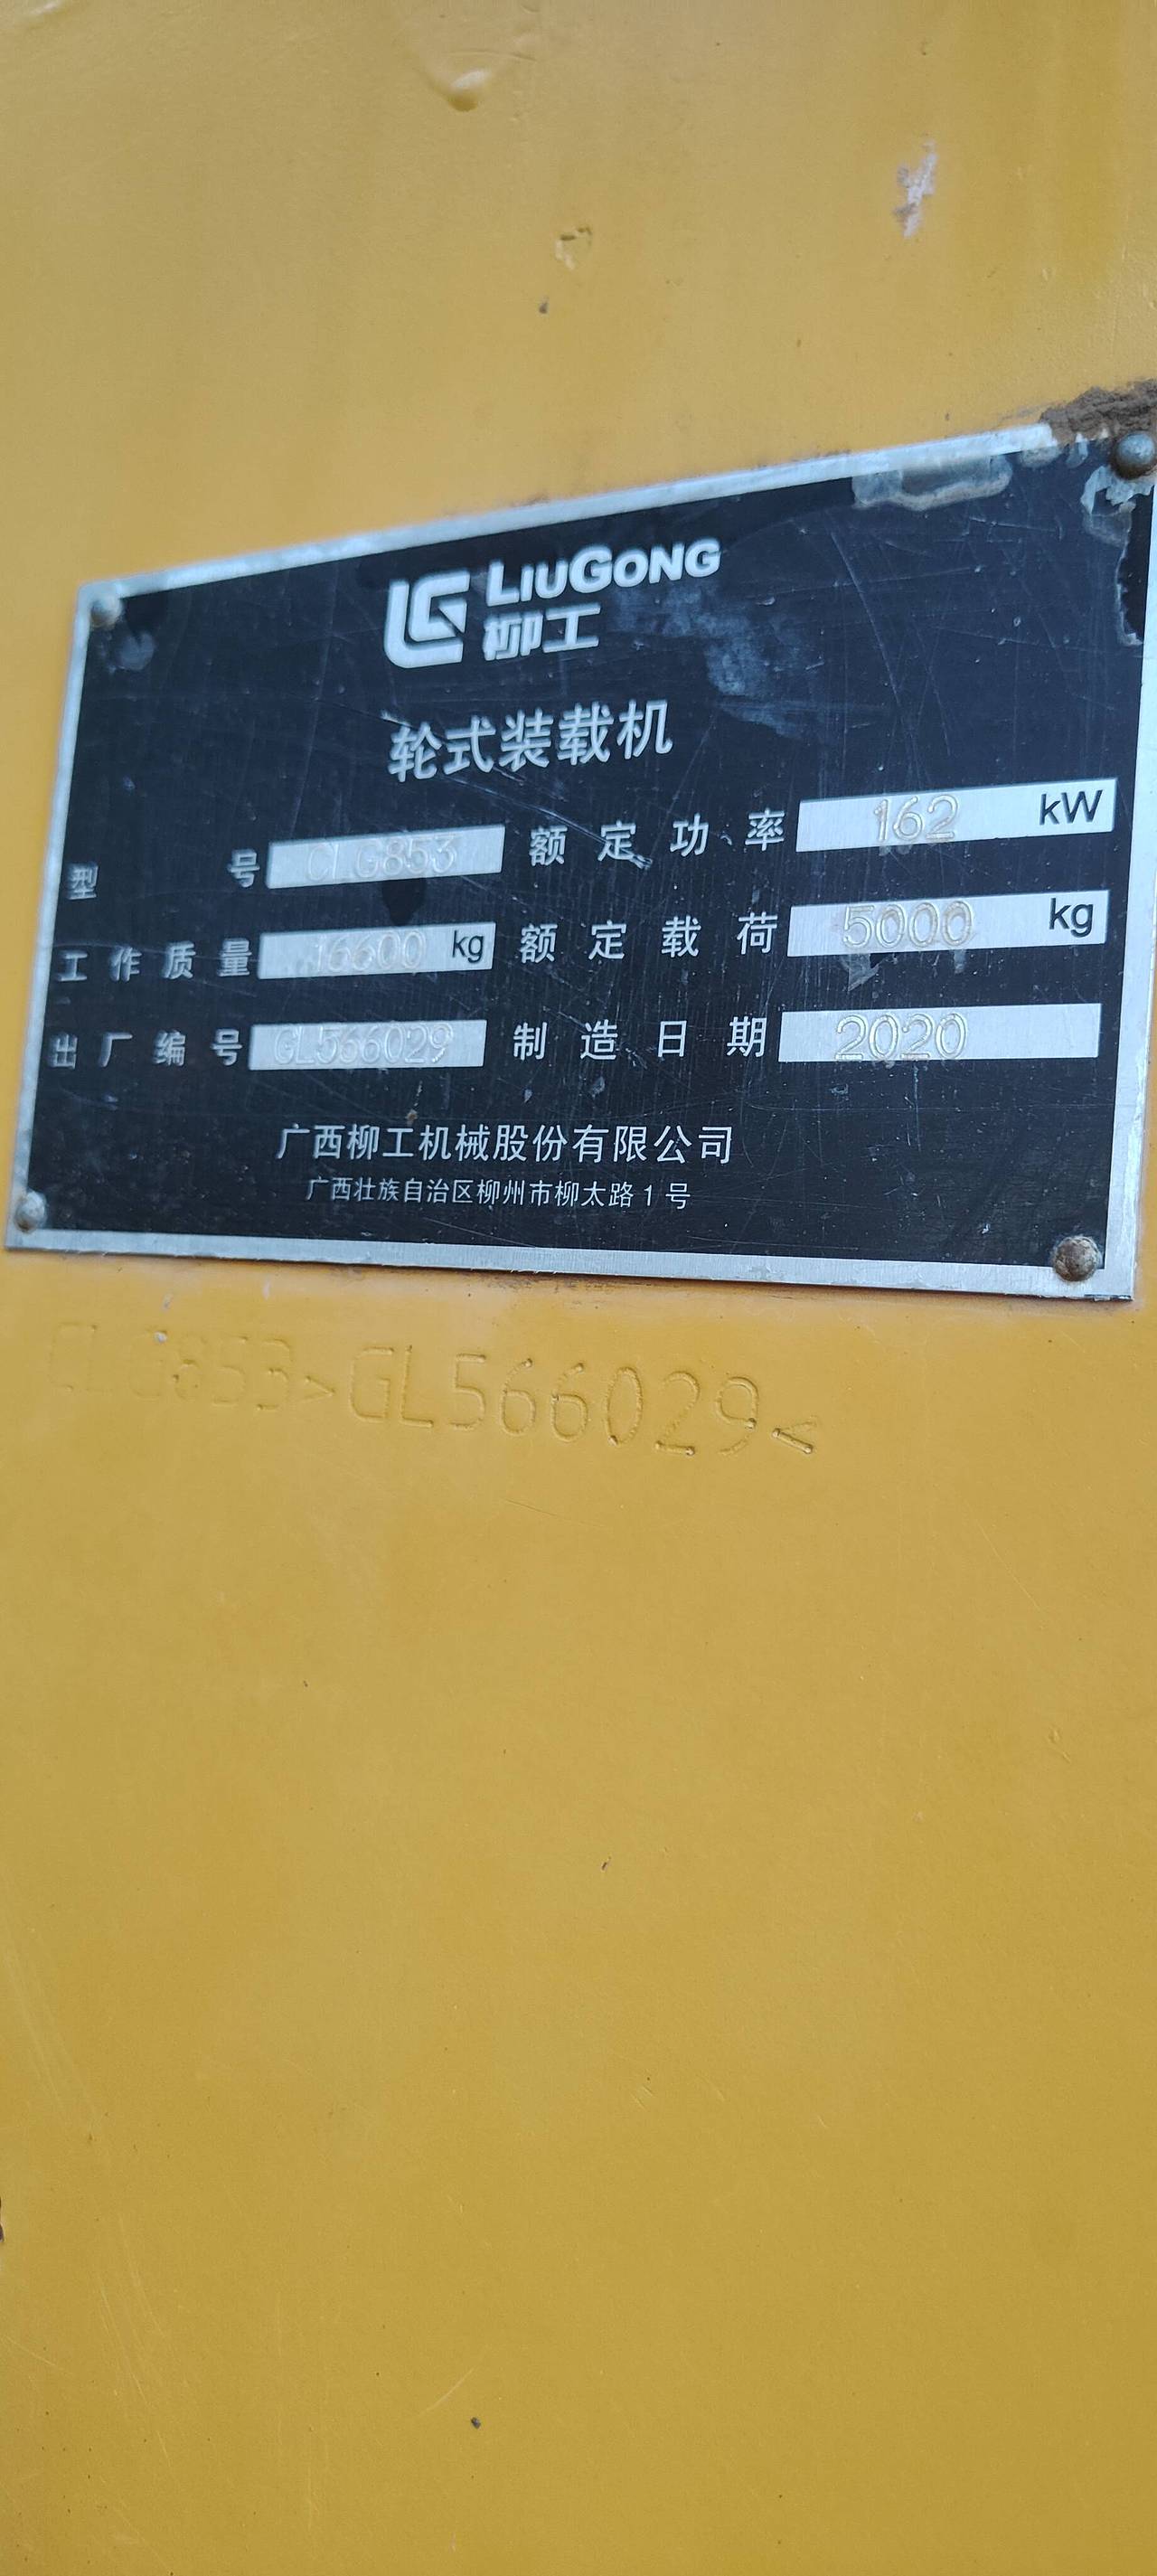 LIUGONG
柳工
轮式装载机
型号 CLG853 额定功率 162 kW
工作质量 16600 kg 额定载荷 5000 kg
出厂编号 GL566029 制造日期 2020
广西柳工机械股份有限公司
广西壮族自治区柳州市柳太路1号
CLG853>GL566029<